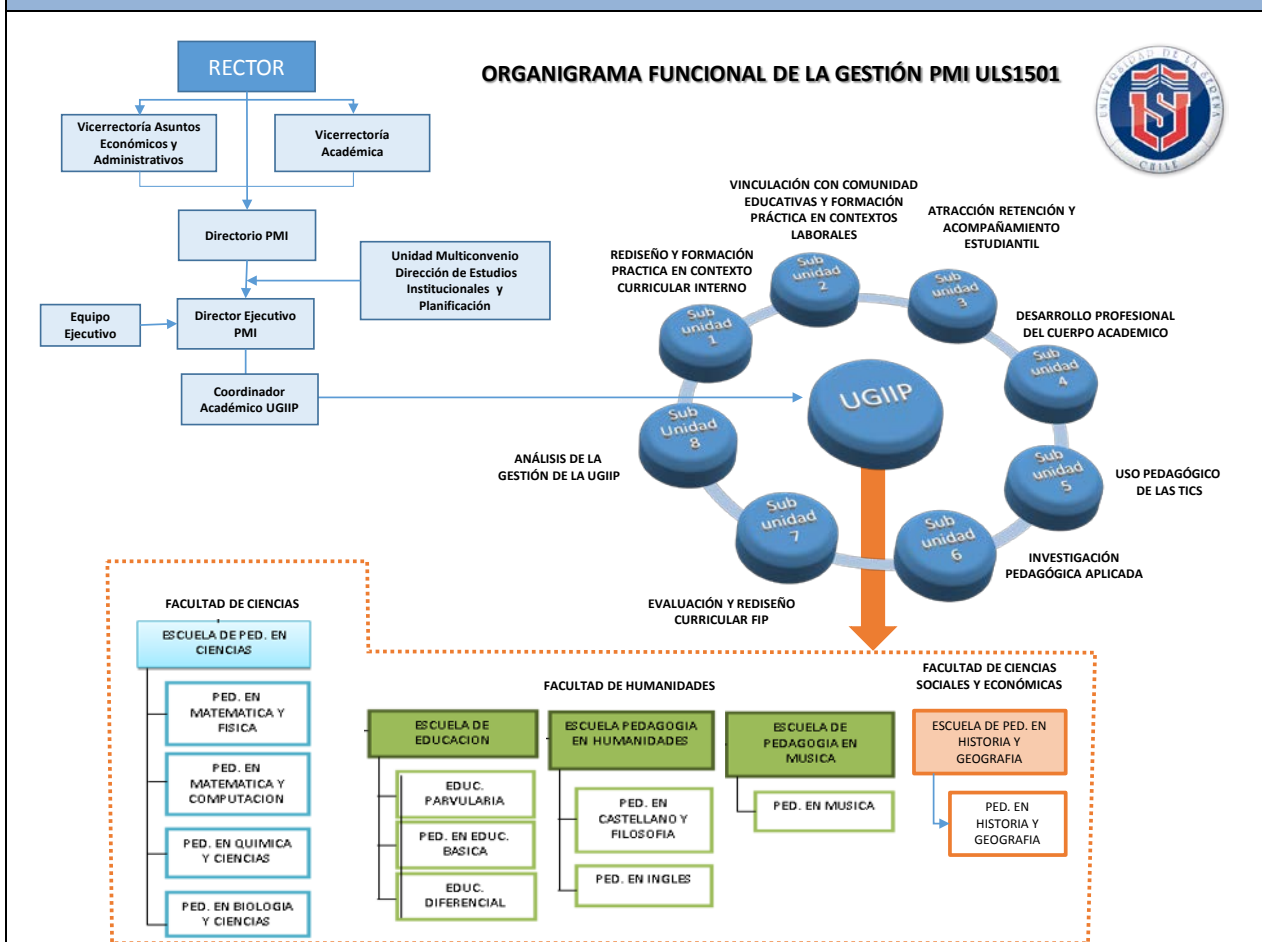 ORGANIGRAMA FUNCIONAL DE LA GESTIÓN PMI ULS1501
UNIVERSIDAD DE LA SERENA
CHILE
RECTOR
Vicerrectoría Asuntos
Económicos y
Administrativos
Vicerrectoría
Académica
Directorio PMI
Unidad Multiconvenio
Dirección de Estudios
Institucionales y
Planificación
Equipo
Ejecutivo
Director Ejecutivo
PMI
Coordinador
Académico UGIIP
UGIIP
REDISEÑO Y FORMACIÓN
PRACTICA EN CONTEXTO
CURRICULAR INTERNO
Sub
unidad
1
VINCULACIÓN CON COMUNIDAD
EDUCATIVAS Y FORMACIÓN
PRÁCTICA EN CONTEXTOS
LABORALES
Sub
unidad
2
ATRACCIÓN RETENCIÓN Y
ACOMPAÑAMIENTO
ESTUDIANTIL
Sub
unidad
3
DESARROLLO PROFESIONAL
DEL CUERPO ACADEMICO
Sub
unidad
4
USO PEDAGÓGICO
DE LAS TICS
Sub
unidad
5
INVESTIGACIÓN
PEDAGÓGICA APLICADA
Sub
unidad
6
EVALUACIÓN Y REDISEÑO
CURRICULAR FIP
Sub
unidad
7
ANÁLISIS DE LA
GESTIÓN DE LA UGIIP
Sub
Unidad
8
FACULTAD DE CIENCIAS
ESCUELA DE PED. EN
CIENCIAS
PED. EN
MATEMATICA Y
FISICA
PED. EN
MATEMATICA Y
COMPUTACION
PED. EN QUIMICA
Y CIENCIAS
PED. EN BIOLOGIA
Y CIENCIAS
FACULTAD DE HUMANIDADES
ESCUELA DE
EDUCACION
EDUC.
PARVULARIA
PED. EN EDUC.
BASICA
EDUC.
DIFERENCIAL
ESCUELA PEDAGOGIA
EN HUMANIDADES
PED. EN
CASTELLANO Y
FILOSOFIA
PED. EN INGLES
ESCUELA DE
PEDAGOGIA EN
MUSICA
PED. EN MUSICA
FACULTAD DE CIENCIAS
SOCIALES Y ECONÓMICAS
ESCUELA DE PED. EN
HISTORIA Y
GEOGRAFIA
PED. EN
HISTORIA Y
GEOGRAFIA